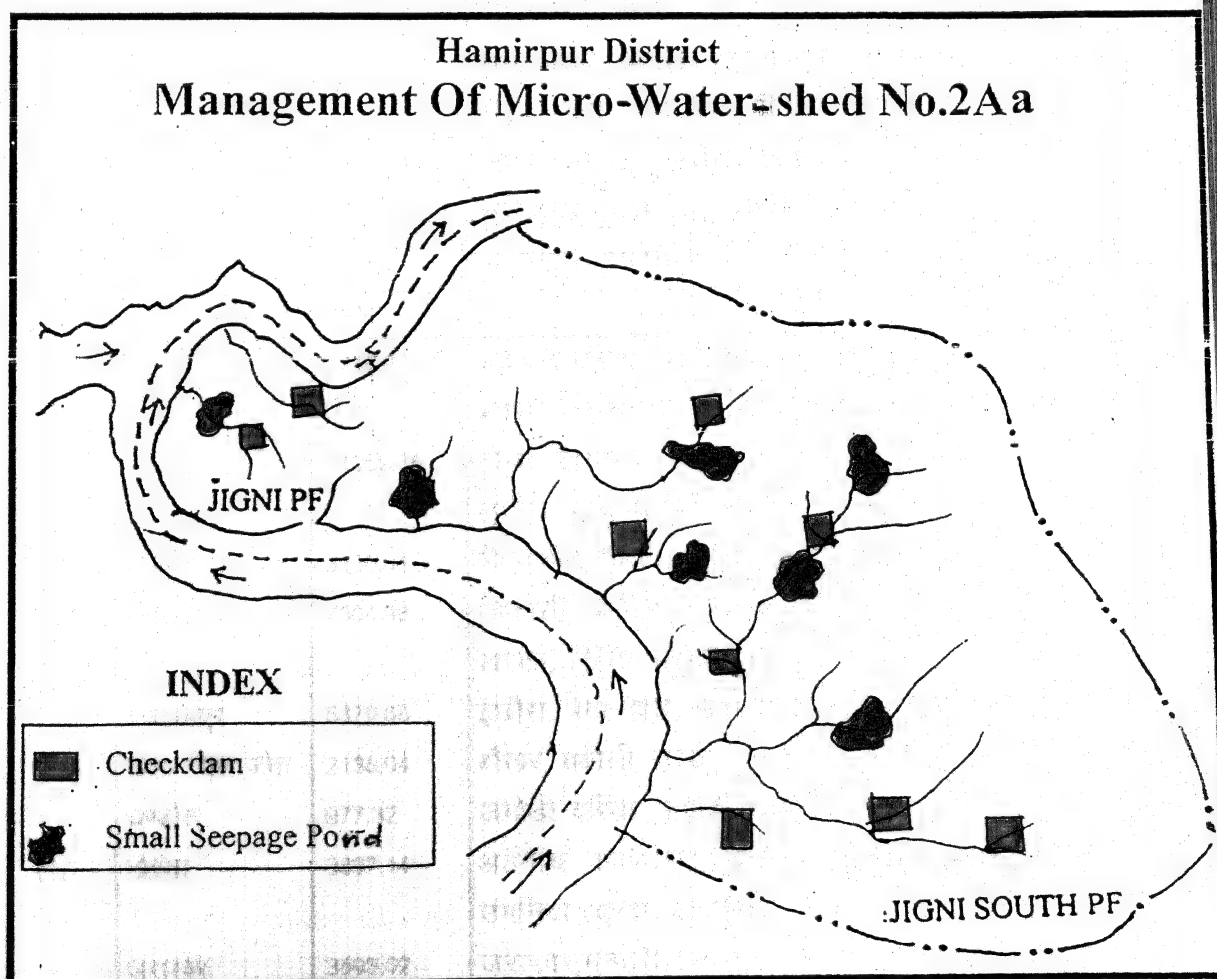 Hamirpur District
Management Of Micro-Water-shed No.2Aa
JIGNI PF
INDEX
Checkdam
Small Seepage Pond
JIGNI SOUTH PF